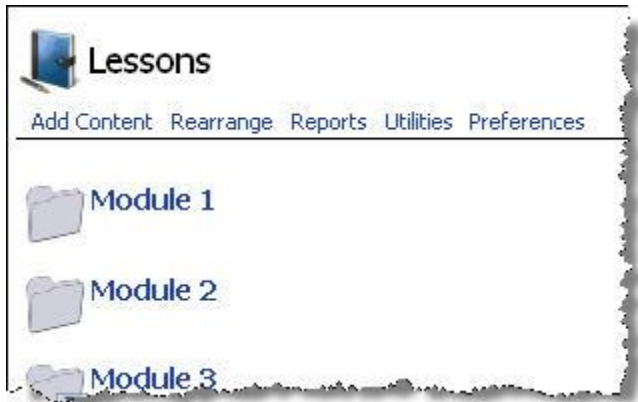 Lessons
Add Content Rearrange Reports Utilities Preferences
Module 1
Module 2
Module 3